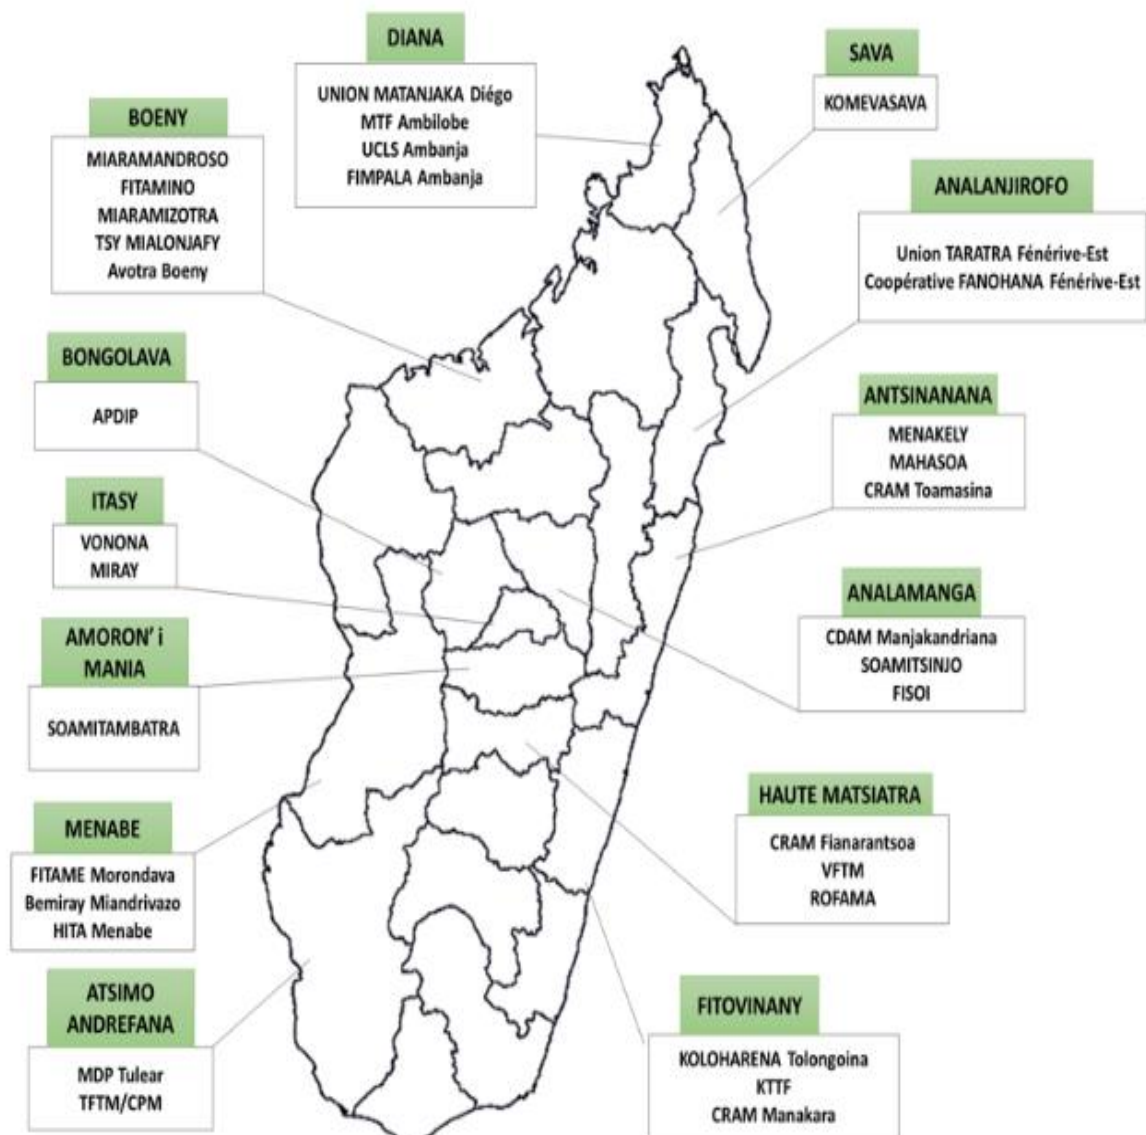 DIANA
UNION MATANJAKA Diégo
MTF Ambilobe
UCLS Ambanja
FIMPALA Ambanja
SAVA
KOMEVASAVA
BOENY
MIARAMANDROSO
FITAMINO
MIARAMIZOTRA
TSY MIALONJAFY
Avotra Boeny
ANALANJIROFO
Union TARATRA Fénérive-Est
Coopérative FANOHANA Fénérive-Est
BONGOLAVA
APDIP
ANTSINANANA
MENAKELY
MAHASOA
CRAM Toamasina
ITASY
VONONA
MIRAY
ANALAMANGA
CDAM Manjakandriana
SOAMITSINJO
FISOI
AMORON' i
MANIA
SOAMITAMBATRA
HAUTE MATSIATRA
CRAM Fianarantsoa
VFTM
ROFAMA
MENABE
FITAME Morondava
Bemiray Miandrivazo
HITA Menabe
ATSIMO
ANDREFANA
MDP Tulear
TFTM/CPM
FITOVINANY
KOLOHARENA Tolongoina
KTTF
CRAM Manakara